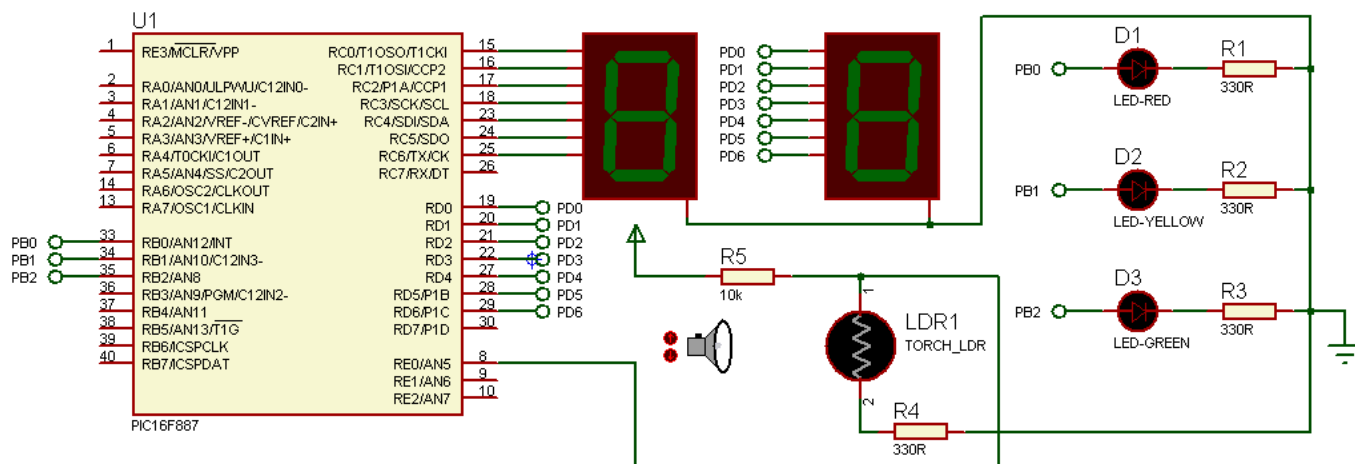 U1
1 RE3/MCLR/VPP
2 RA0/AN0/ULPWU/C12IN0-
3 RA1/AN1/C12IN1-
4 RA2/AN2/VREF-/CVREF/C2IN+
5 RA3/AN3/VREF+/C1IN+
6 RA4/T0CKI/C1OUT
7 RA5/AN4/SS/C2OUT
14 RA6/OSC2/CLKOUT
13 RA7/OSC1/CLKIN
PB0 33 RB0/AN12/INT
PB1 34 RB1/AN10/C12IN3-
PB2 35 RB2/AN8
36 RB3/AN9/PGM/C12IN2-
37 RB4/AN11
38 RB5/AN13/T1G
39 RB6/ICSPCLK
40 RB7/ICSPDAT
RC0/T1OSO/T1CKI 15
RC1/T1OSI/CCP2 16
RC2/P1A/CCP1 17
RC3/SCK/SCL 18
RC4/SDI/SDA 23
RC5/SDO 24
RC6/TX/CK 25
RC7/RX/DT 26
RD0 19 PD0
RD1 20 PD1
RD2 21 PD2
RD3 22 PD3
RD4 27 PD4
RD5/P1B 28 PD5
RD6/P1C 29 PD6
RD7/P1D 30
RE0/AN5 8
RE1/AN6 9
RE2/AN7 10
PIC16F887
PD0
PD1
PD2
PD3
PD4
PD5
PD6
R5
10k
1
LDR1
TORCH_LDR
2
R4
330R
D1
PB0
LED-RED
R1
330R
D2
PB1
LED-YELLOW
R2
330R
D3
PB2
LED-GREEN
R3
330R